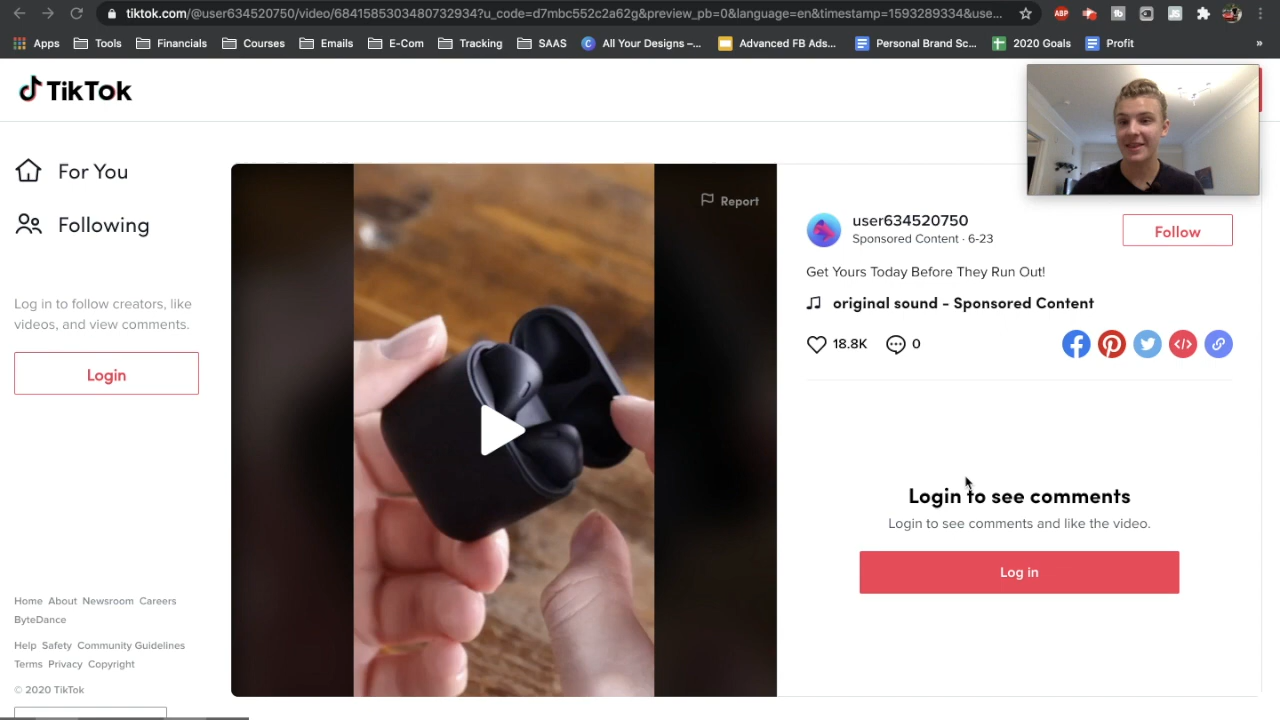 tiktok.com/@user634520750/video/6841585303480732934?u_code=d7mbc552c2a62g&preview_pb=0&language=en&timestamp=1593289334&use...
ABP
Apps Tools Financials Courses Emails E-Com Tracking SAAS All Your Designs –... Advanced FB Ads... Personal Brand Sc... 2020 Goals Profit »
TikTok
For You
Following
Log in to follow creators, like
videos, and view comments.
Login
Home About Newsroom Careers
ByteDance
Help Safety Community Guidelines
Terms Privacy Copyright
© 2020 TikTok
Report
user634520750
Sponsored Content · 6-23
Follow
Get Yours Today Before They Run Out!
original sound - Sponsored Content
18.8K 0
Login to see comments
Login to see comments and like the video.
Log in